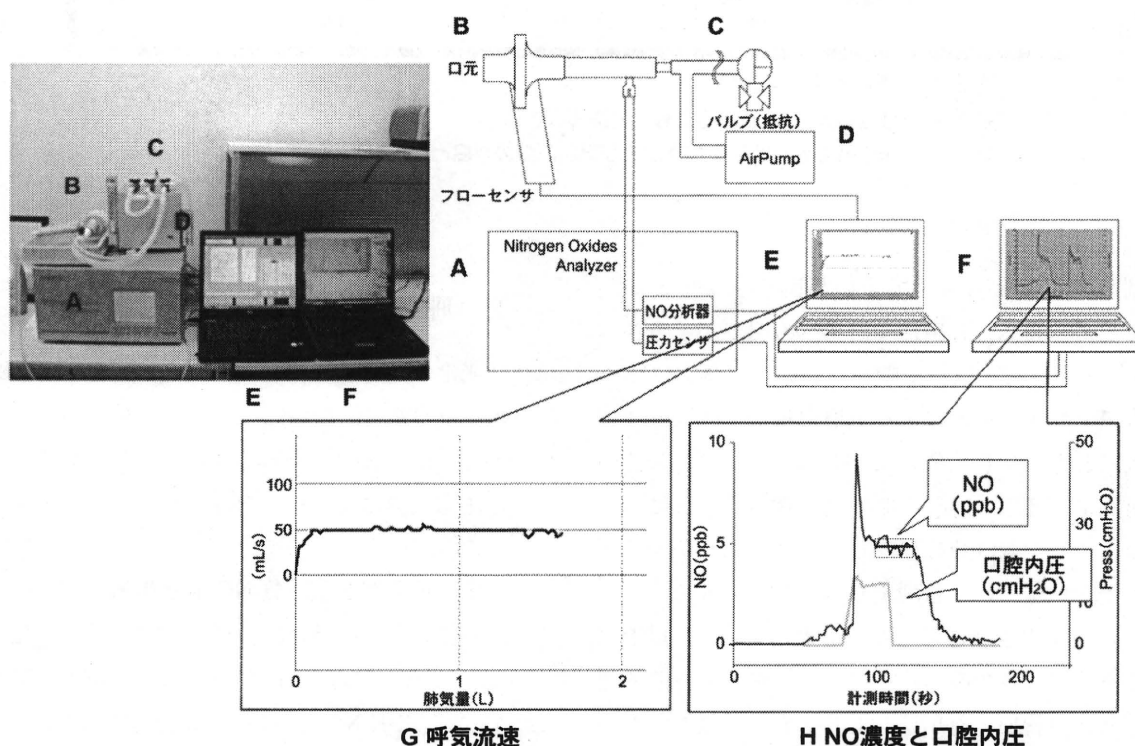 B
C
口元
バルブ(抵抗)
D
AirPump
フローセンサ
C
B
D
A
A
Nitrogen Oxides
Analyzer
E
F
NO分析器
圧力センサ
E
F
100
50
0
(mL/s)
0
1
2
肺気量(L)
G 呼気流速
10
5
0
NO(ppb)
50
30
10
0
Press(cmH₂O)
NO
(ppb)
口腔内圧
(cmH₂O)
0
100
200
計測時間(秒)
H NO濃度と口腔内圧